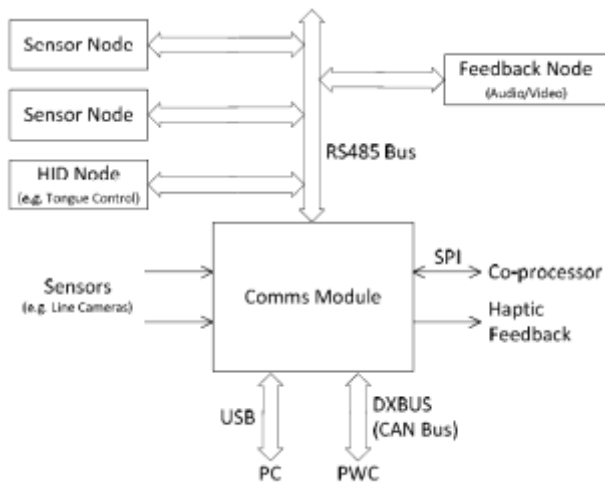 Sensor Node
Sensor Node
HID Node
(e.g. Tongue Control)
Feedback Node
(Audio/Video)
RS485 Bus
Sensors
(e.g. Line Cameras)
Comms Module
SPI
Co-processor
Haptic
Feedback
USB
DXBUS
(CAN Bus)
PC
PWC